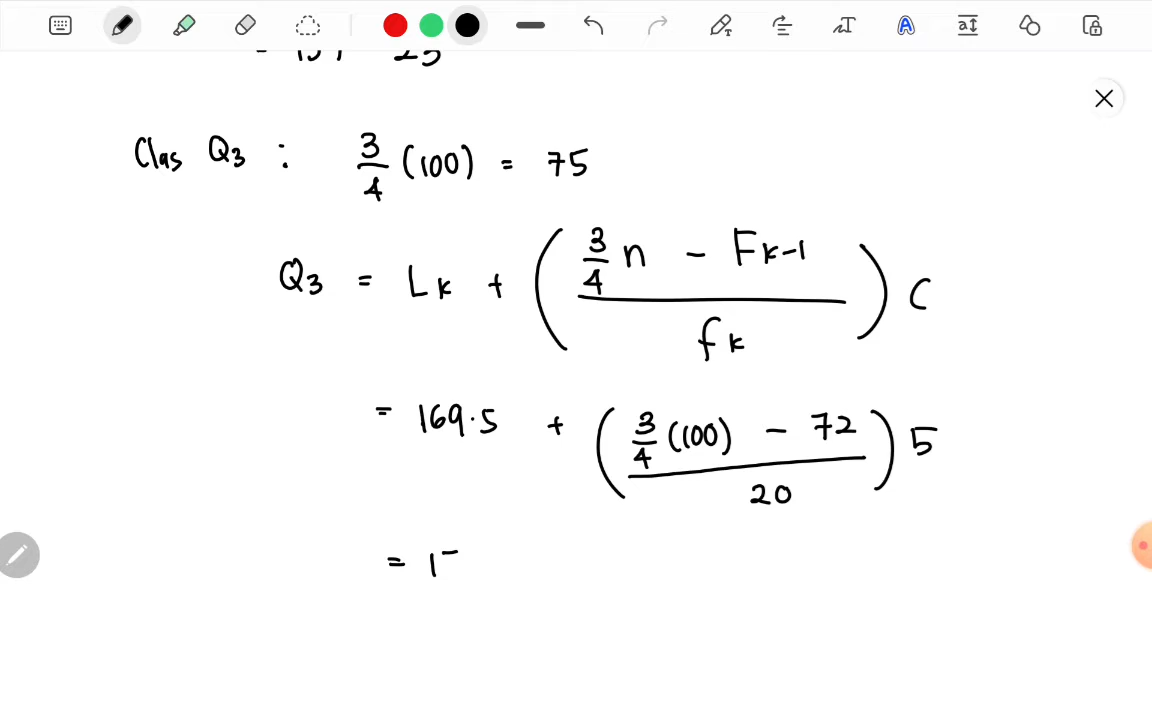 Clas Q3 : 3/4 (100) = 75
Q3 = Lk + ( (3/4 n - Fk-1) / fk ) C
= 169.5 + ( (3/4 (100) - 72) / 20 ) 5
= 1